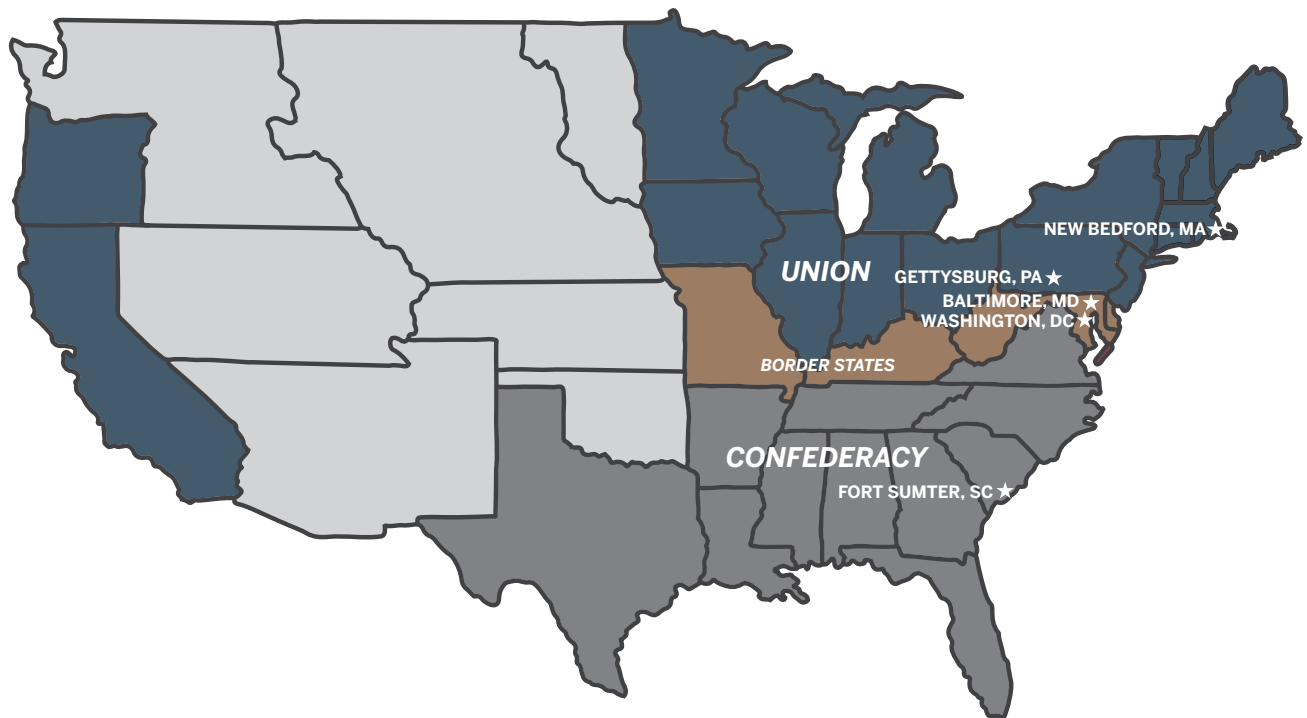 NEW BEDFORD, MA
UNION
GETTYSBURG, PA
BALTIMORE, MD
WASHINGTON, DC
BORDER STATES
CONFEDERACY
FORT SUMTER, SC